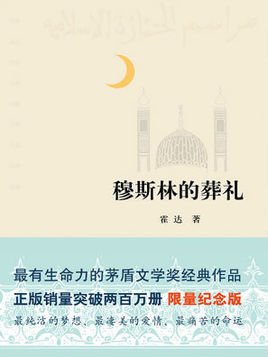 مراسم الجنازة الإسلامية
穆斯林的葬礼
霍达 著
最有生命力的茅盾文学奖经典作品
正版销量突破两百万册 限量纪念版
最纯洁的梦想、最凄美的爱情、最痛苦的命运